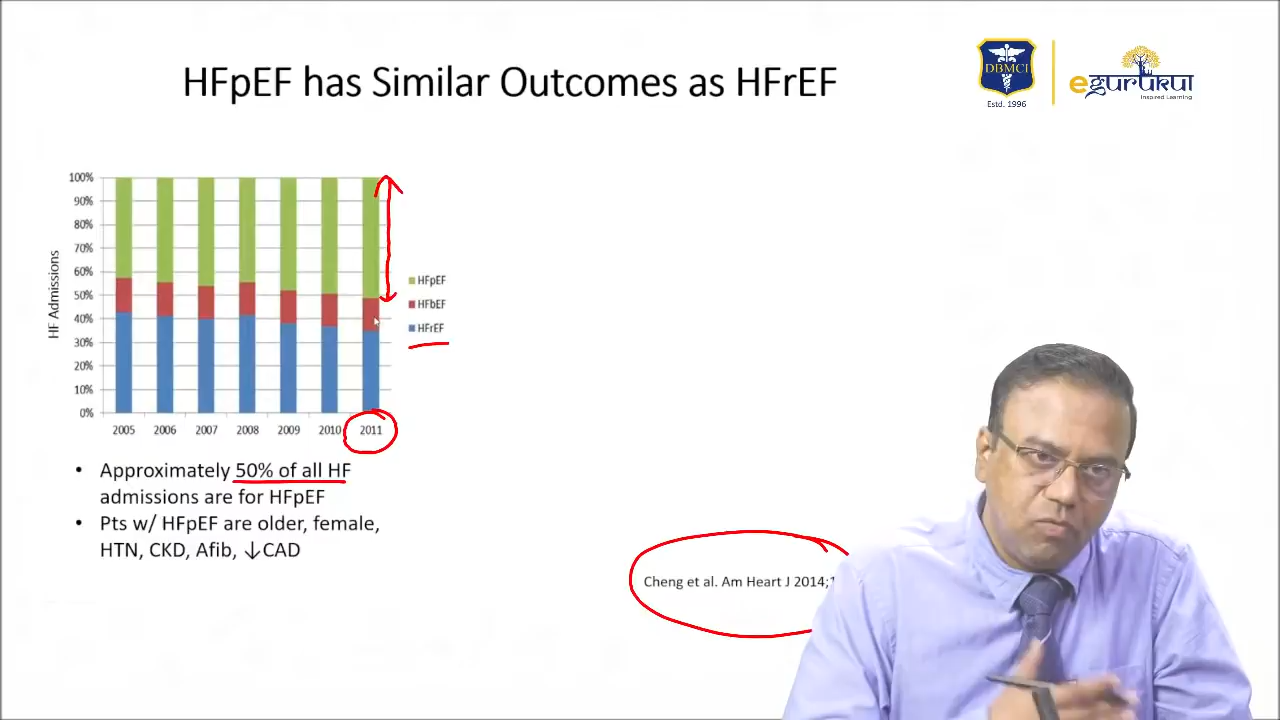 HFpEF has Similar Outcomes as HFrEF
DBMCI
Estd. 1996
eGurukul
Inspired Learning
100%
90%
80%
70%
60%
50%
40%
30%
20%
10%
0%
HF Admissions
HFpEF
HFbEF
HFrEF
2005 2006 2007 2008 2009 2010 2011
• Approximately 50% of all HF
admissions are for HFpEF
• Pts w/ HFpEF are older, female,
HTN, CKD, Afib, ↓CAD
Cheng et al. Am Heart J 2014;1